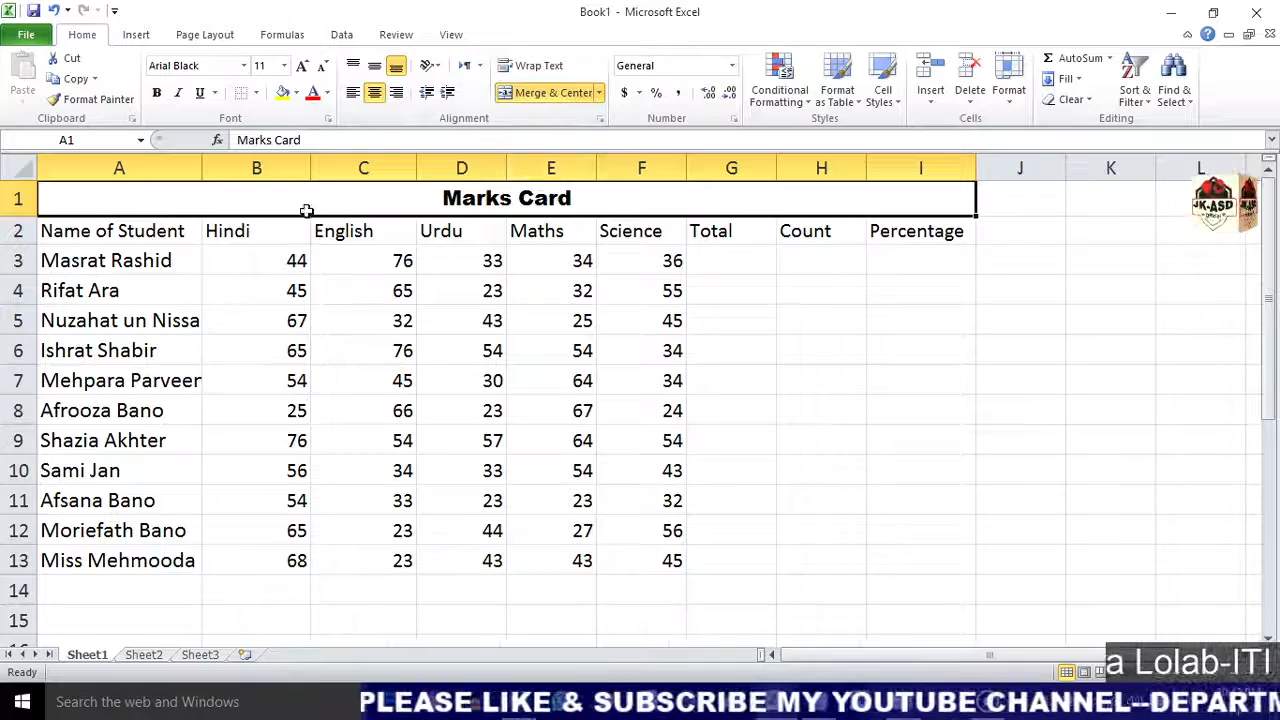 Book1 - Microsoft Excel
File Home Insert Page Layout Formulas Data Review View
Paste Cut Copy Format Painter Clipboard
Arial Black 11 B I U Font
Wrap Text Merge & Center Alignment
General $ % , Number
Conditional Formatting Format as Table Cell Styles Styles
Insert Delete Format Cells
Σ AutoSum Fill Clear Sort & Filter Find & Select Editing
A1 fx Marks Card
A B C D E F G H I J K L
1 Marks Card
2 Name of Student Hindi English Urdu Maths Science Total Count Percentage
3 Masrat Rashid 44 76 33 34 36
4 Rifat Ara 45 65 23 32 55
5 Nuzahat un Nissa 67 32 43 25 45
6 Ishrat Shabir 65 76 54 54 34
7 Mehpara Parveen 54 45 30 64 34
8 Afrooza Bano 25 66 23 67 24
9 Shazia Akhter 76 54 57 64 54
10 Sami Jan 56 34 33 54 43
11 Afsana Bano 54 33 23 23 32
12 Moriefath Bano 65 23 44 27 56
13 Miss Mehmooda 68 23 43 43 45
14
15
JK-ASD
Sheet1 Sheet2 Sheet3
Ready
a Lolab-ITI
Search the web and Windows
PLEASE LIKE & SUBSCRIBE MY YOUTUBE CHANNEL--DEPARTM